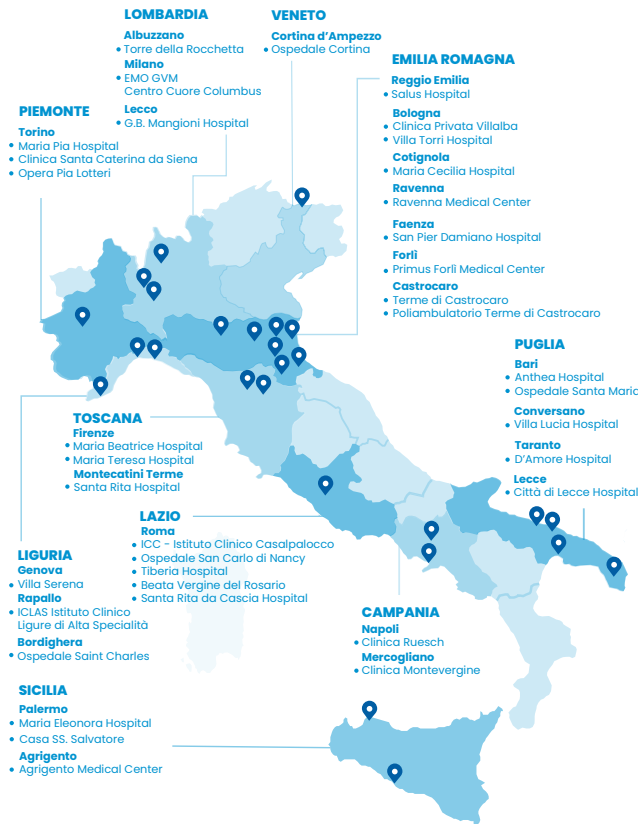 LOMBARDIA
Albuzzano
• Torre della Rocchetta
Milano
• EMO GVM
Centro Cuore Columbus
Lecco
• G.B. Mangioni Hospital
VENETO
Cortina d'Ampezzo
• Ospedale Cortina
EMILIA ROMAGNA
Reggio Emilia
• Salus Hospital
Bologna
• Clinica Privata Villalba
• Villa Torri Hospital
Cotignola
• Maria Cecilia Hospital
Ravenna
• Ravenna Medical Center
Faenza
• San Pier Damiano Hospital
Forlì
• Primus Forlì Medical Center
Castrocaro
• Terme di Castrocaro
• Poliambulatorio Terme di Castrocaro
PIEMONTE
Torino
• Maria Pia Hospital
• Clinica Santa Caterina da Siena
• Opera Pia Lotteri
PUGLIA
Bari
• Anthea Hospital
• Ospedale Santa Maria
Conversano
• Villa Lucia Hospital
Taranto
• D'Amore Hospital
Lecce
• Città di Lecce Hospital
TOSCANA
Firenze
• Maria Beatrice Hospital
• Maria Teresa Hospital
Montecatini Terme
• Santa Rita Hospital
LAZIO
Roma
• ICC - Istituto Clinico Casalpalocco
• Ospedale San Carlo di Nancy
• Tiberia Hospital
• Beata Vergine del Rosario
• Santa Rita da Cascia Hospital
LIGURIA
Genova
• Villa Serena
Rapallo
• ICLAS Istituto Clinico
Ligure di Alta Specialità
Bordighera
• Ospedale Saint Charles
CAMPANIA
Napoli
• Clinica Ruesch
Mercogliano
• Clinica Montevergine
SICILIA
Palermo
• Maria Eleonora Hospital
• Casa SS. Salvatore
Agrigento
• Agrigento Medical Center